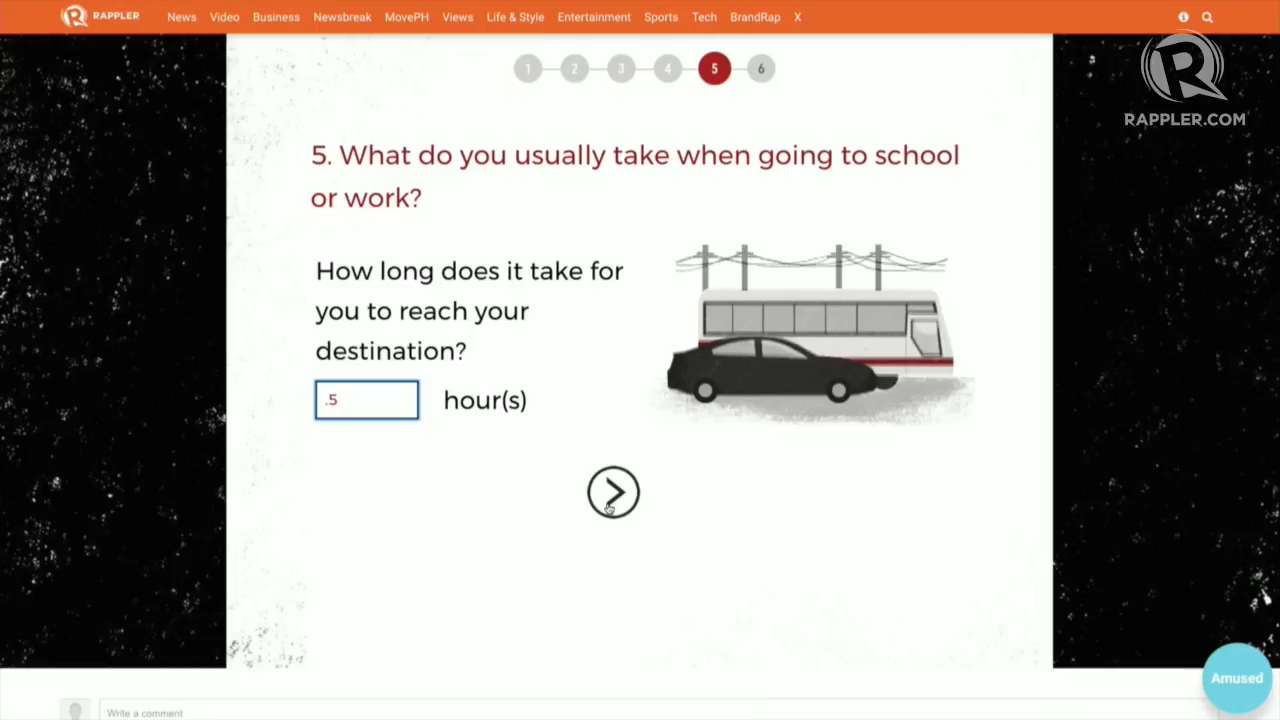 RAPPLER News Video Business Newsbreak MovePH Views Life & Style Entertainment Sports Tech BrandRap X
1 2 3 4 5 6
RAPPLER.COM
5. What do you usually take when going to school
or work?
How long does it take for
you to reach your
destination?
.5 hour(s)
Amused
Write a comment